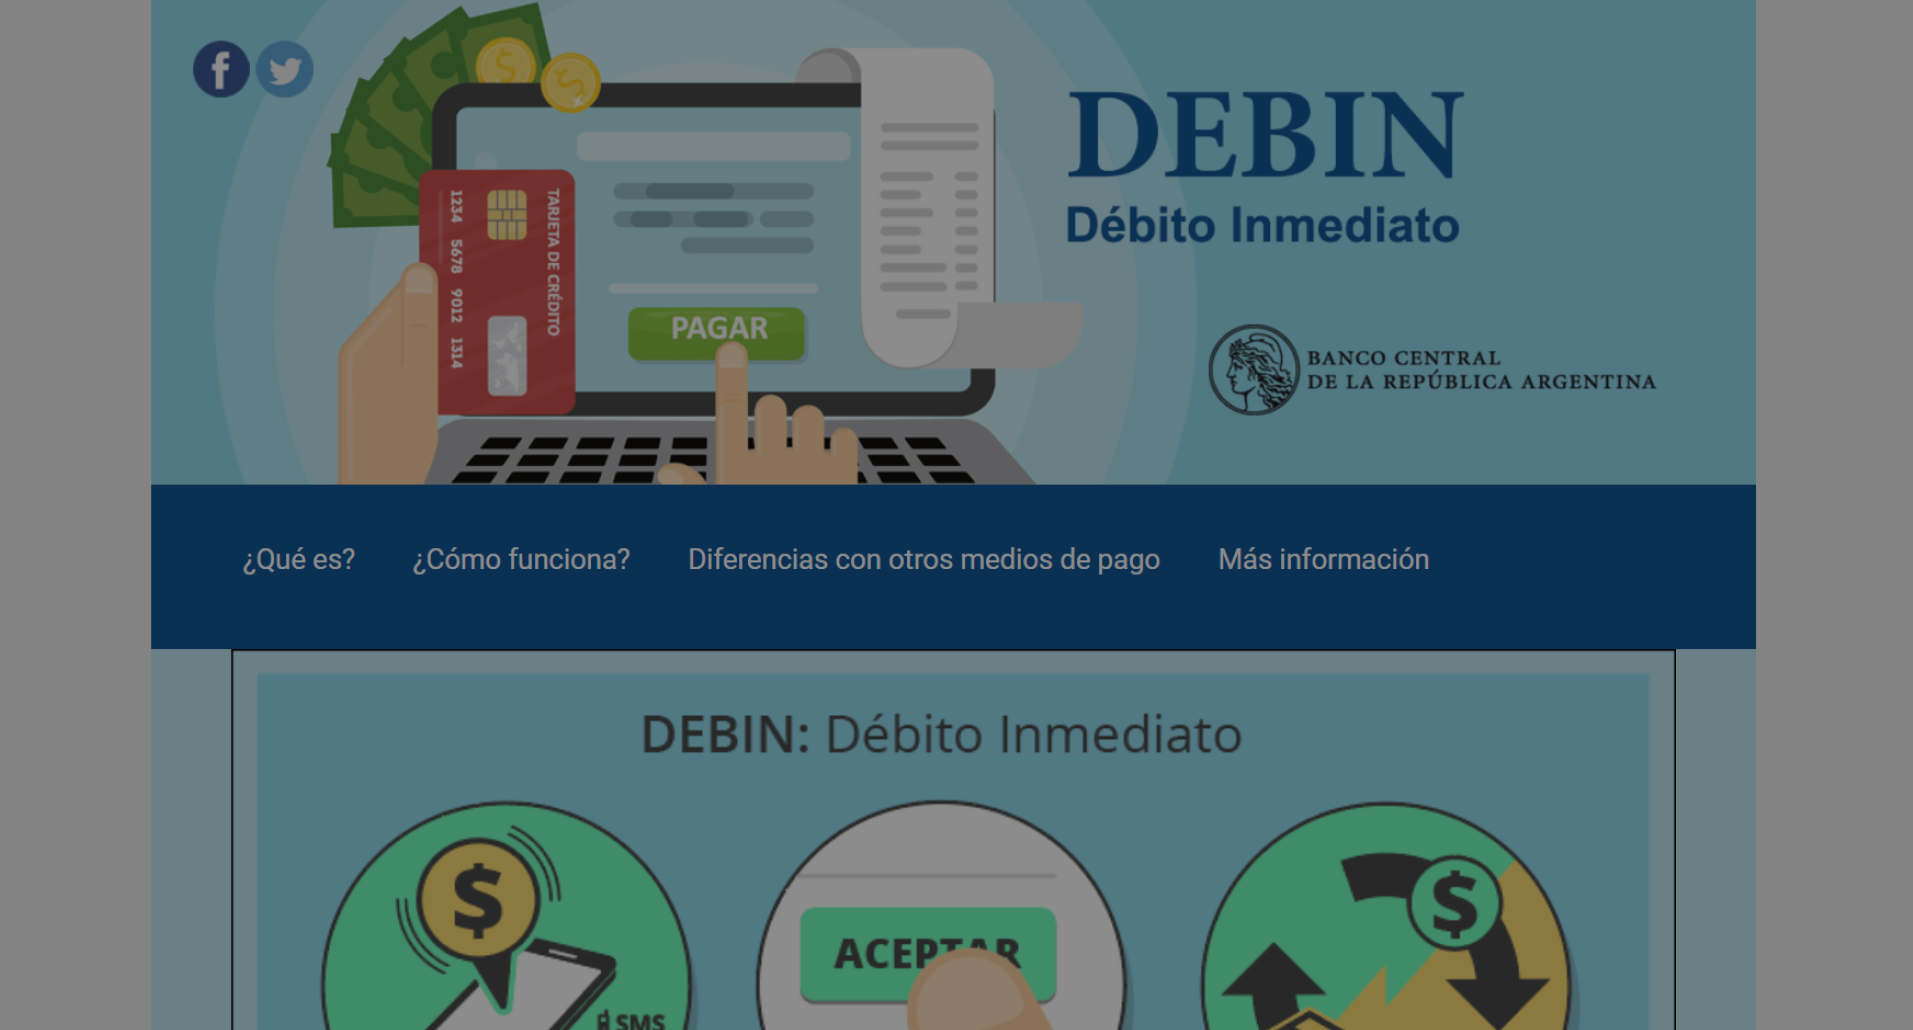 DEBIN
Débito Inmediato
TARJETA DE CRÉDITO
1234 5678 9012 1314
PAGAR
BANCO CENTRAL
DE LA REPÚBLICA ARGENTINA
¿Qué es? ¿Cómo funciona? Diferencias con otros medios de pago Más información
DEBIN: Débito Inmediato
$
ACEPTAR
$
SMS